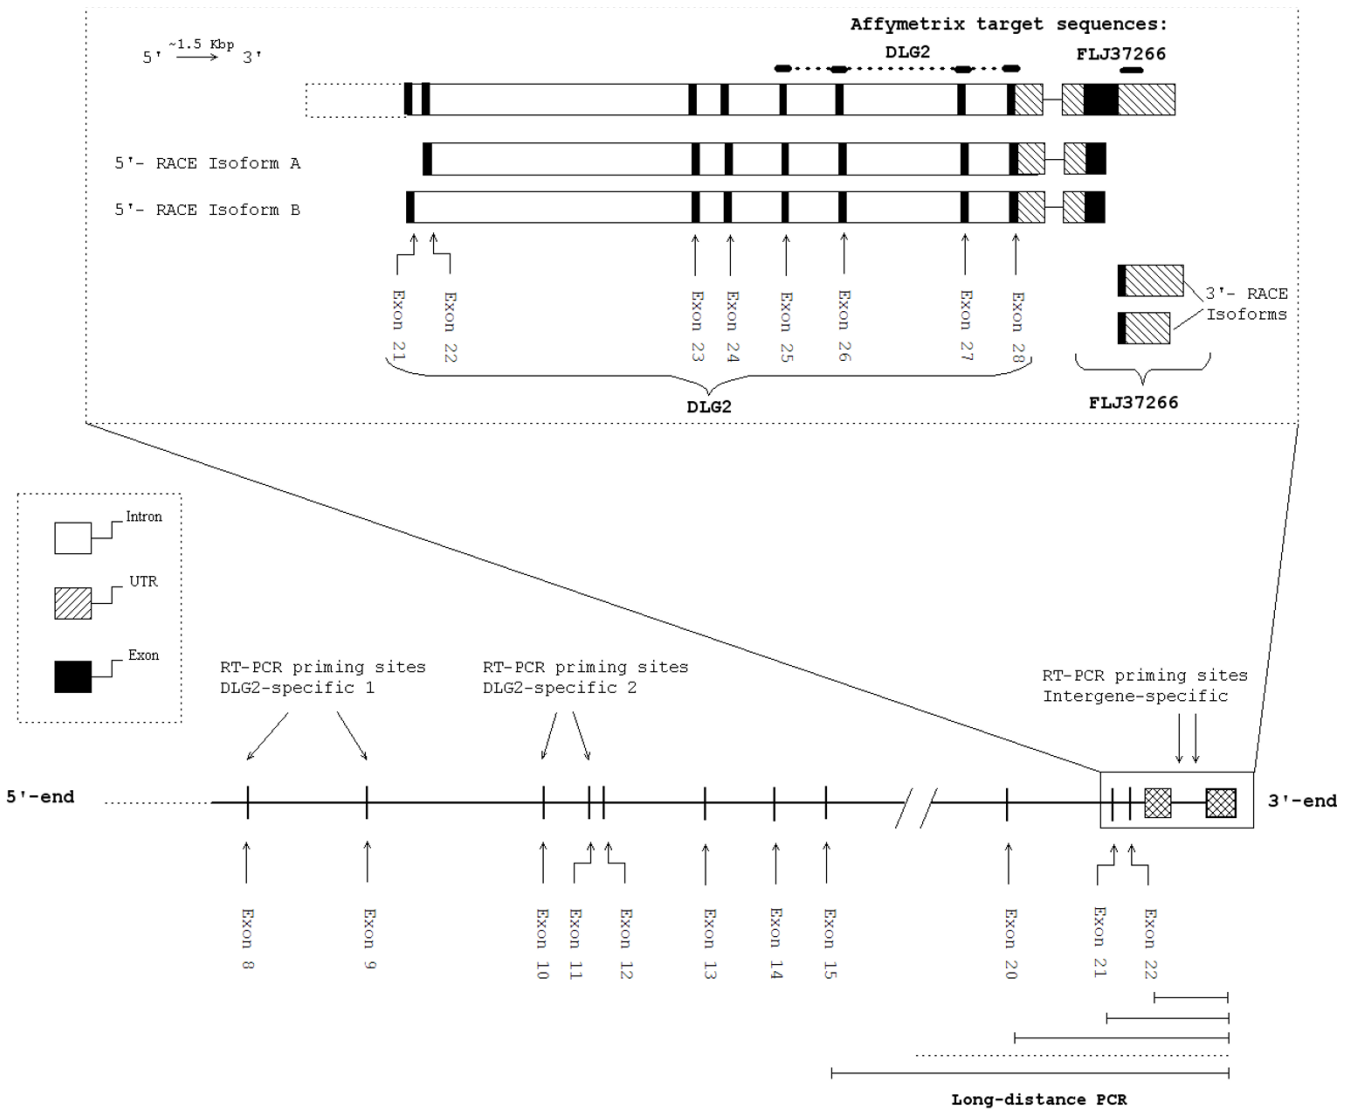 Affymetrix target sequences:
5' ~1.5 Kbp 3'
DLG2
FLJ37266
5'- RACE Isoform A
5'- RACE Isoform B
Exon 21
Exon 22
Exon 23
Exon 24
Exon 25
Exon 26
Exon 27
Exon 28
3'- RACE
Isoforms
DLG2
FLJ37266
Intron
UTR
Exon
RT-PCR priming sites
DLG2-specific 1
RT-PCR priming sites
DLG2-specific 2
RT-PCR priming sites
Intergene-specific
5'-end
3'-end
Exon 8
Exon 9
Exon 10
Exon 11
Exon 12
Exon 13
Exon 14
Exon 15
Exon 20
Exon 21
Exon 22
Long-distance PCR